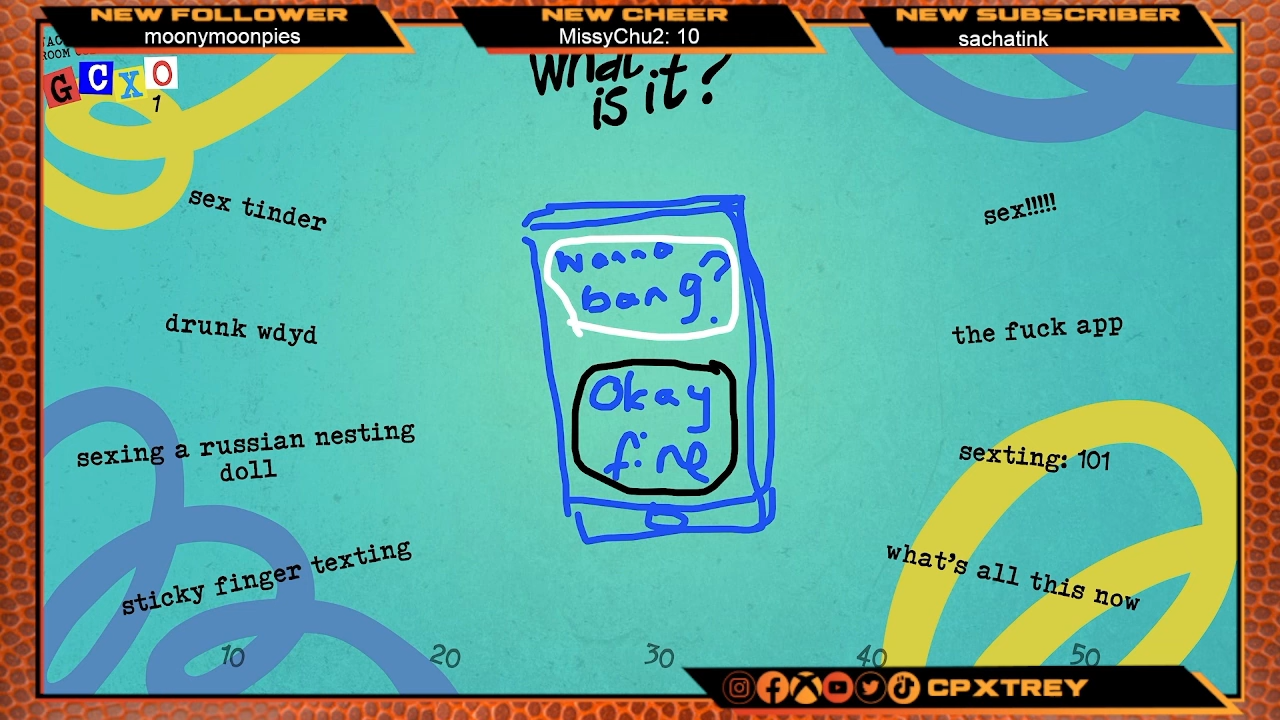 NEW FOLLOWER
moonymoonpies
NEW CHEER
MissyChu2: 10
NEW SUBSCRIBER
sachatink
GCXO
1
what
is it?
sex tinder
sex!!!!!
wanna
bang?
drunk wdyd
the fuck app
Okay
fine
sexing a russian nesting
doll
sexting: 101
sticky finger texting
what's all this now
10 20 30 40 50
CPXTREY